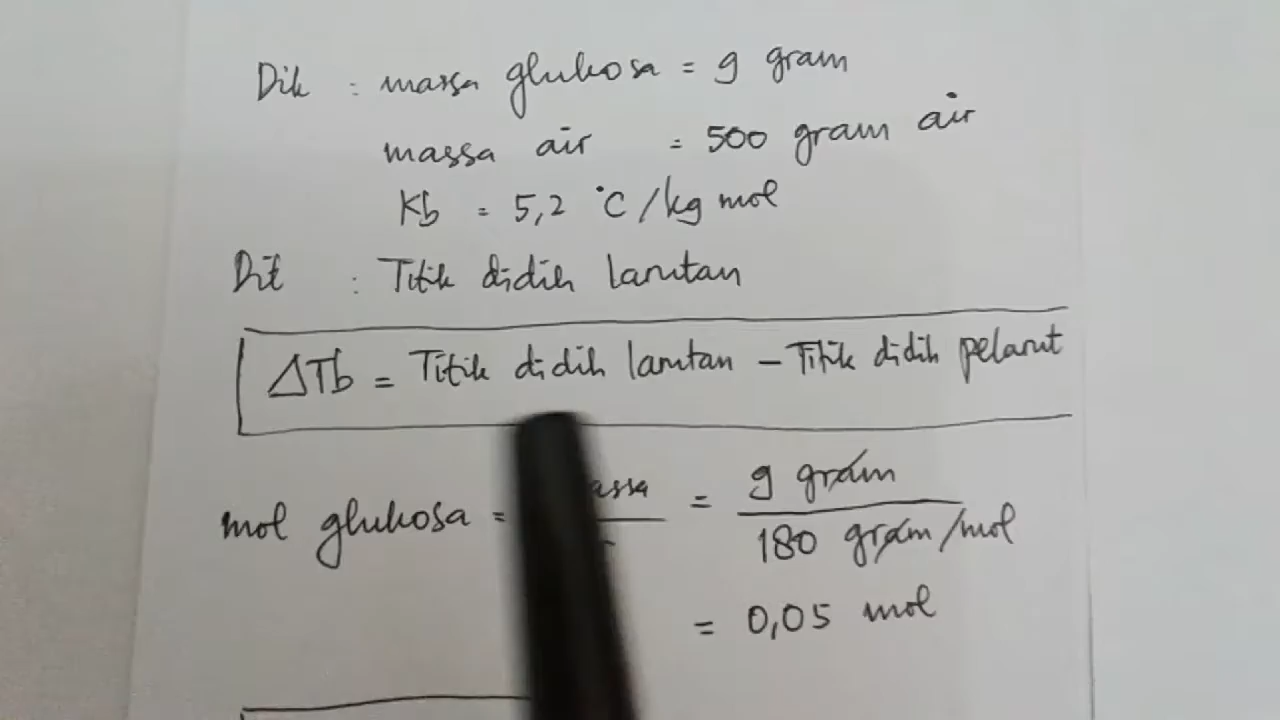 Dik : massa glukosa = 9 gram
massa air = 500 gram air
Kb = 5,2 °C/kg mol
Dit : Titik didih larutan
ΔTb = Titik didih larutan – Titik didih pelarut
mol glukosa = assa = 9 gram
180 gram/mol
= 0,05 mol